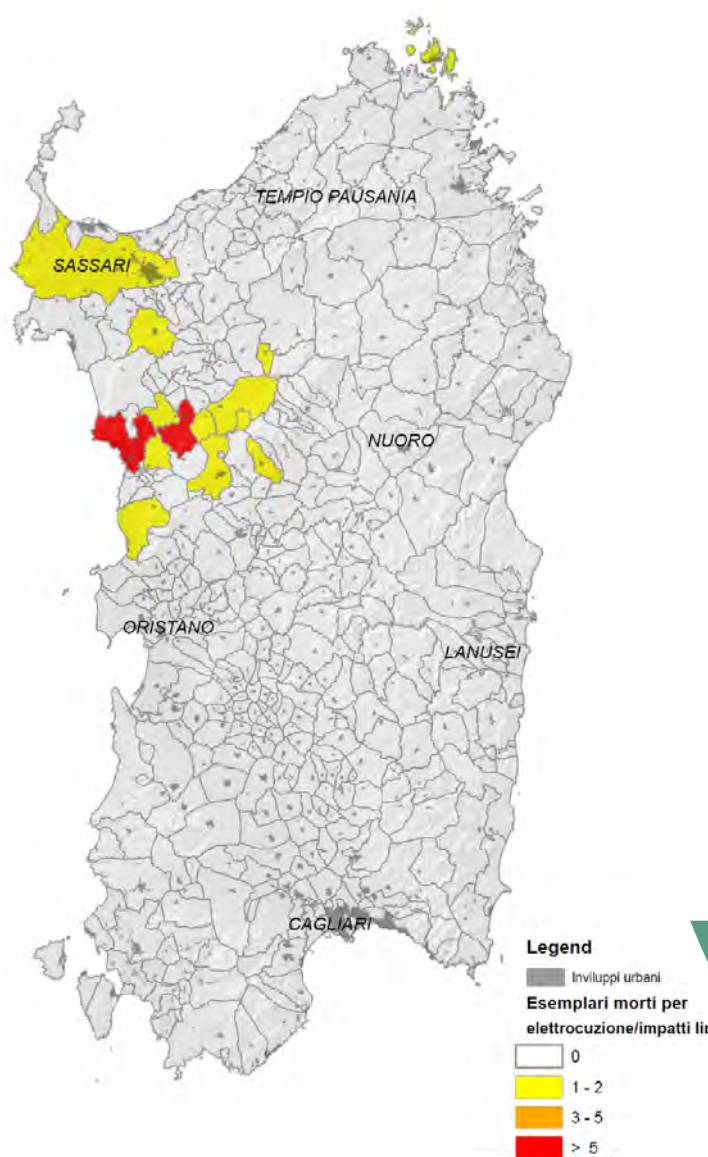 TEMPIO PAUSANIA
SASSARI
NUORO
ORISTANO
LANUSEI
CAGLIARI
Legend
Inviluppi urbani
Esemplari morti per
elettrocuzione/impatti
0
1 - 2
3 - 5
> 5